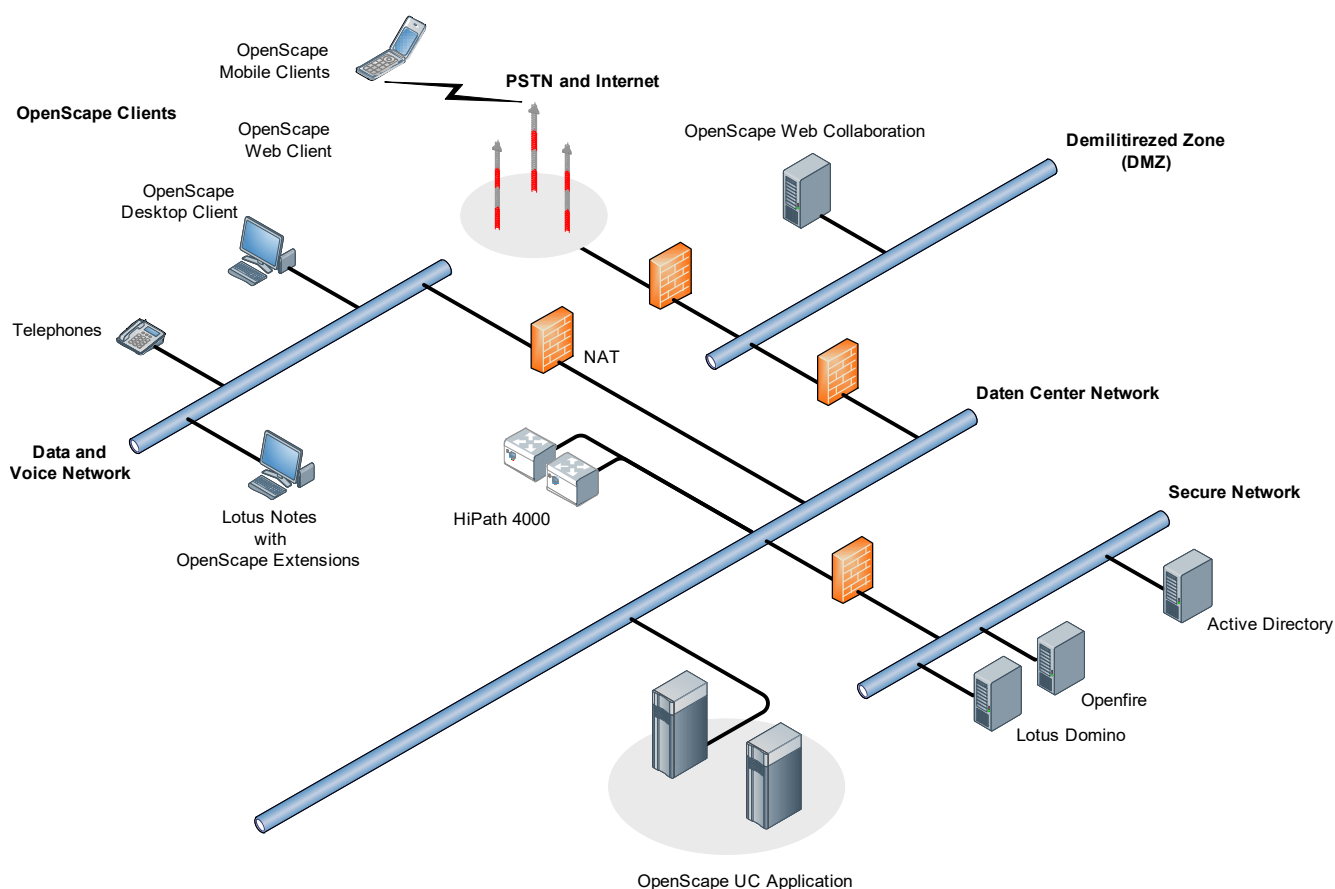 OpenScape
Mobile Clients
PSTN and Internet
OpenScape Clients
OpenScape
Web Client
OpenScape Web Collaboration
Demilitirezed Zone
(DMZ)
OpenScape
Desktop Client
Telephones
NAT
Daten Center Network
Data and
Voice Network
HiPath 4000
Secure Network
Lotus Notes
with
OpenScape Extensions
Active Directory
Openfire
Lotus Domino
OpenScape UC Application